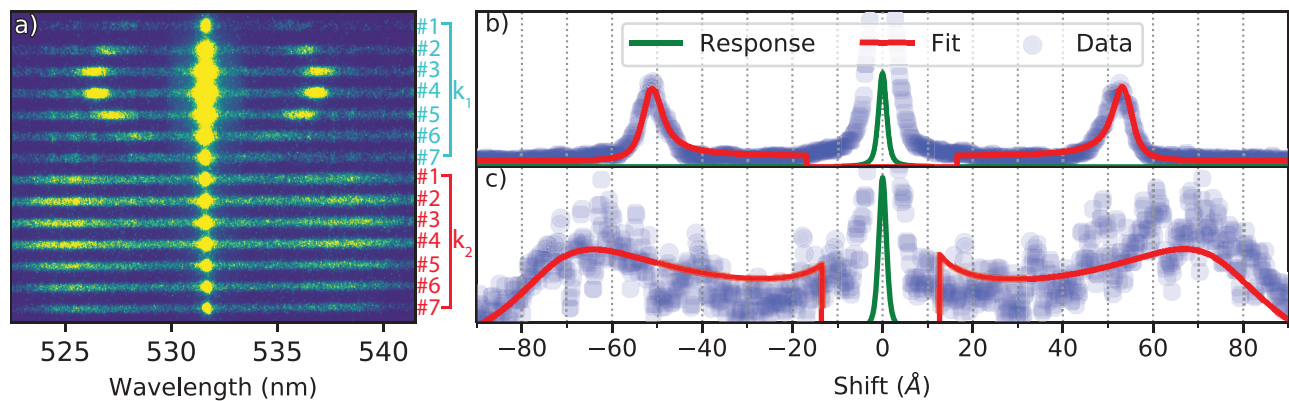 a)
#1
#2
#3
#4
#5
#6
#7
k1
#1
#2
#3
#4
#5
#6
#7
k2
525 530 535 540
Wavelength (nm)
b)
Response Fit Data
c)
−80 −60 −40 −20 0 20 40 60 80
Shift (Å)